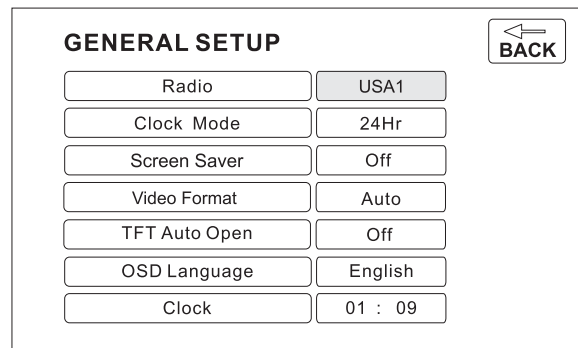 GENERAL SETUP
BACK
Radio USA1
Clock Mode 24Hr
Screen Saver Off
Video Format Auto
TFT Auto Open Off
OSD Language English
Clock 01 : 09